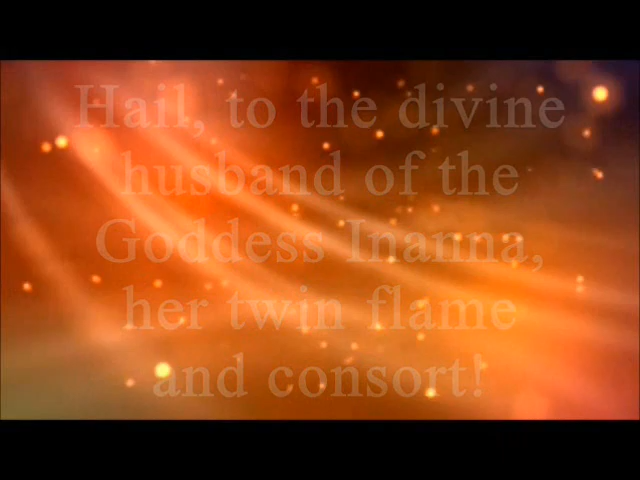 Hail, to the divine
husband of the
Goddess Inanna,
her twin flame
and consort!